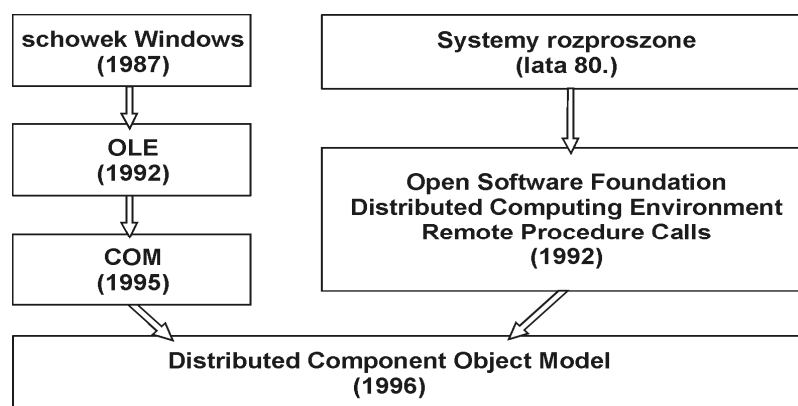 schowek Windows
(1987)
OLE
(1992)
COM
(1995)
Systemy rozproszone
(lata 80.)
Open Software Foundation
Distributed Computing Environment
Remote Procedure Calls
(1992)
Distributed Component Object Model
(1996)